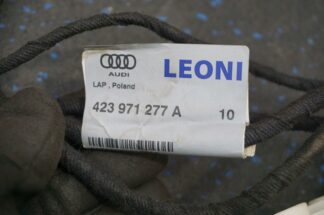 AUDI
LEONI
LAP , Poland
423 971 277 A 10